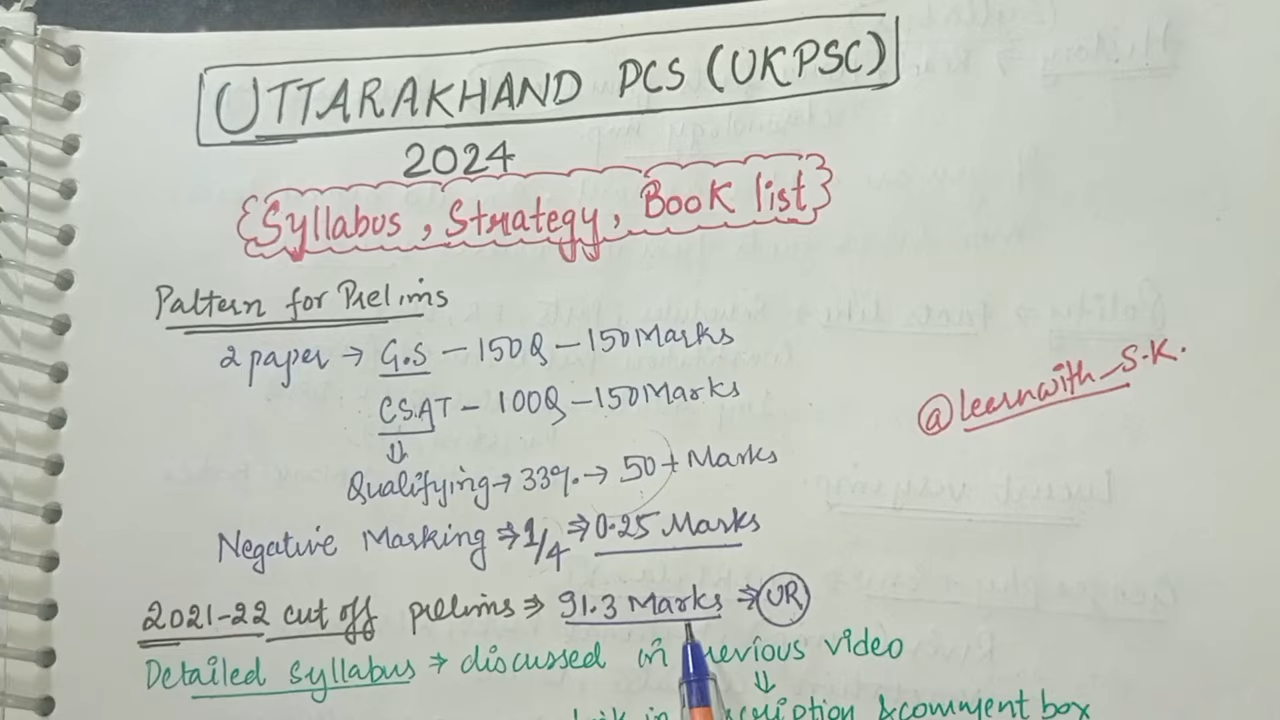 UTTARAKHAND PCS (UKPSC)
2024
{Syllabus, Strategy, Book list}
Pattern for Prelims
2 paper → G.S - 150Q - 150 Marks
CSAT - 100Q - 150 Marks
⇓
Qualifying → 33% → 50+ Marks
@learnwith_S.K.
Negative Marking ⇒ 1/4 ⇒ 0.25 Marks
2021-22 cut off prelims ⇒ 91.3 Marks ⇒ UR
Detailed syllabus → discussed in previous video
⇓
in & comment box